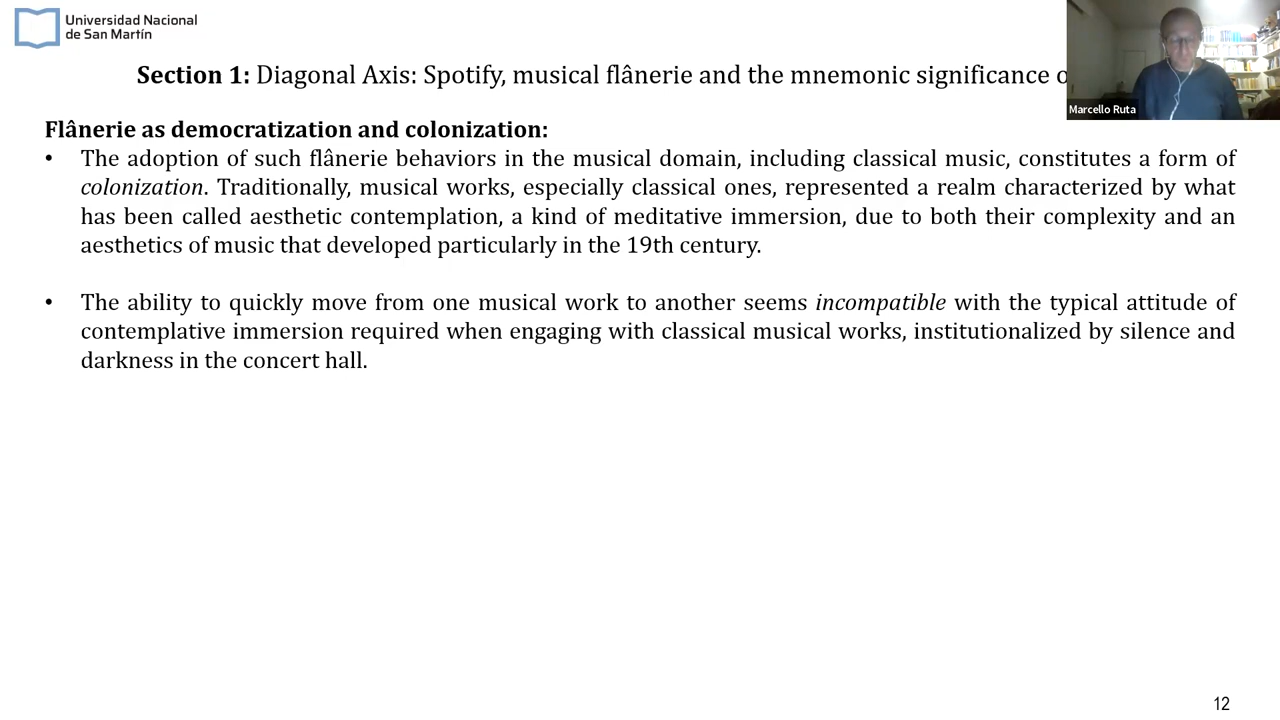 Universidad Nacional
de San Martín
Section 1: Diagonal Axis: Spotify, musical flânerie and the mnemonic significance
Marcello Ruta
Flânerie as democratization and colonization:
• The adoption of such flânerie behaviors in the musical domain, including classical music, constitutes a form of
colonization. Traditionally, musical works, especially classical ones, represented a realm characterized by what
has been called aesthetic contemplation, a kind of meditative immersion, due to both their complexity and an
aesthetics of music that developed particularly in the 19th century.
• The ability to quickly move from one musical work to another seems incompatible with the typical attitude of
contemplative immersion required when engaging with classical musical works, institutionalized by silence and
darkness in the concert hall.
12